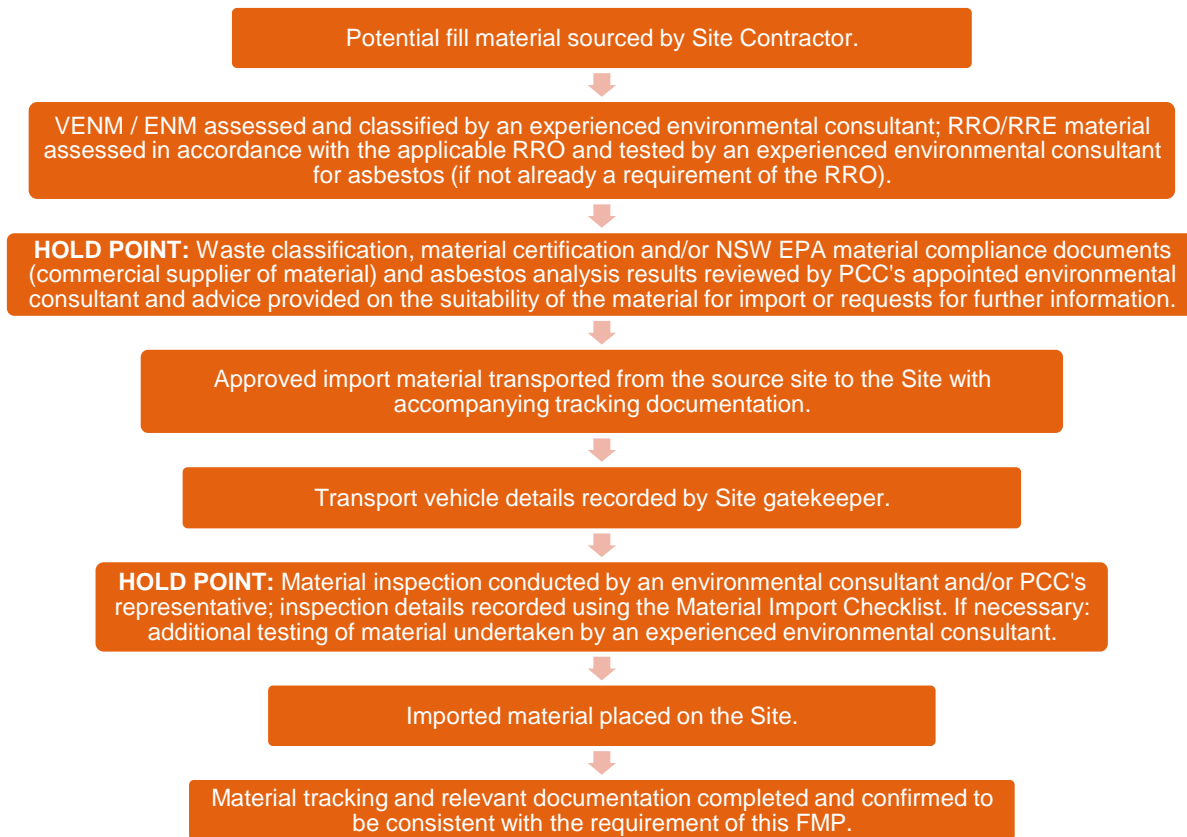 Potential fill material sourced by Site Contractor.
VENM / ENM assessed and classified by an experienced environmental consultant; RRO/RRE material
assessed in accordance with the applicable RRO and tested by an experienced environmental consultant
for asbestos (if not already a requirement of the RRO).
HOLD POINT: Waste classification, material certification and/or NSW EPA material compliance documents
(commercial supplier of material) and asbestos analysis results reviewed by PCC's appointed environmental
consultant and advice provided on the suitability of the material for import or requests for further information.
Approved import material transported from the source site to the Site with
accompanying tracking documentation.
Transport vehicle details recorded by Site gatekeeper.
HOLD POINT: Material inspection conducted by an environmental consultant and/or PCC's
representative; inspection details recorded using the Material Import Checklist. If necessary:
additional testing of material undertaken by an experienced environmental consultant.
Imported material placed on the Site.
Material tracking and relevant documentation completed and confirmed to
be consistent with the requirement of this FMP.